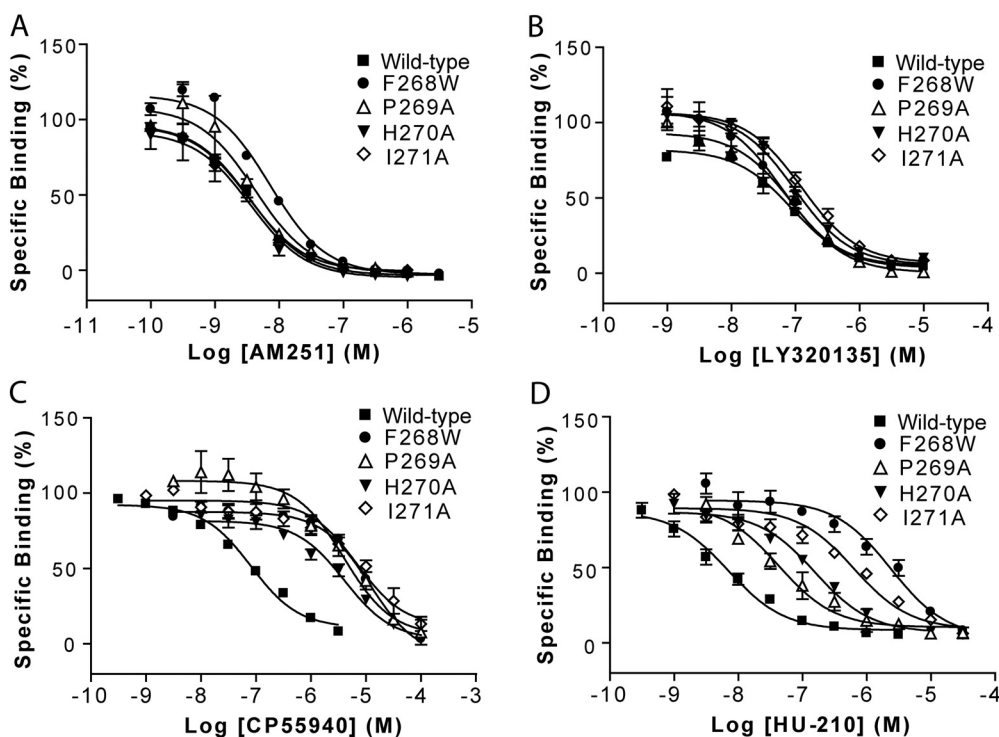 A
150
100
50
0
Specific Binding (%)
Wild-type
F268W
P269A
H270A
I271A
-11 -10 -9 -8 -7 -6 -5
Log [AM251] (M)
B
150
100
50
0
Specific Binding (%)
Wild-type
F268W
P269A
H270A
I271A
-10 -9 -8 -7 -6 -5 -4
Log [LY320135] (M)
C
150
100
50
0
Specific Binding (%)
Wild-type
F268W
P269A
H270A
I271A
-10 -9 -8 -7 -6 -5 -4 -3
Log [CP55940] (M)
D
150
100
50
0
Specific Binding (%)
Wild-type
F268W
P269A
H270A
I271A
-10 -9 -8 -7 -6 -5 -4
Log [HU-210] (M)